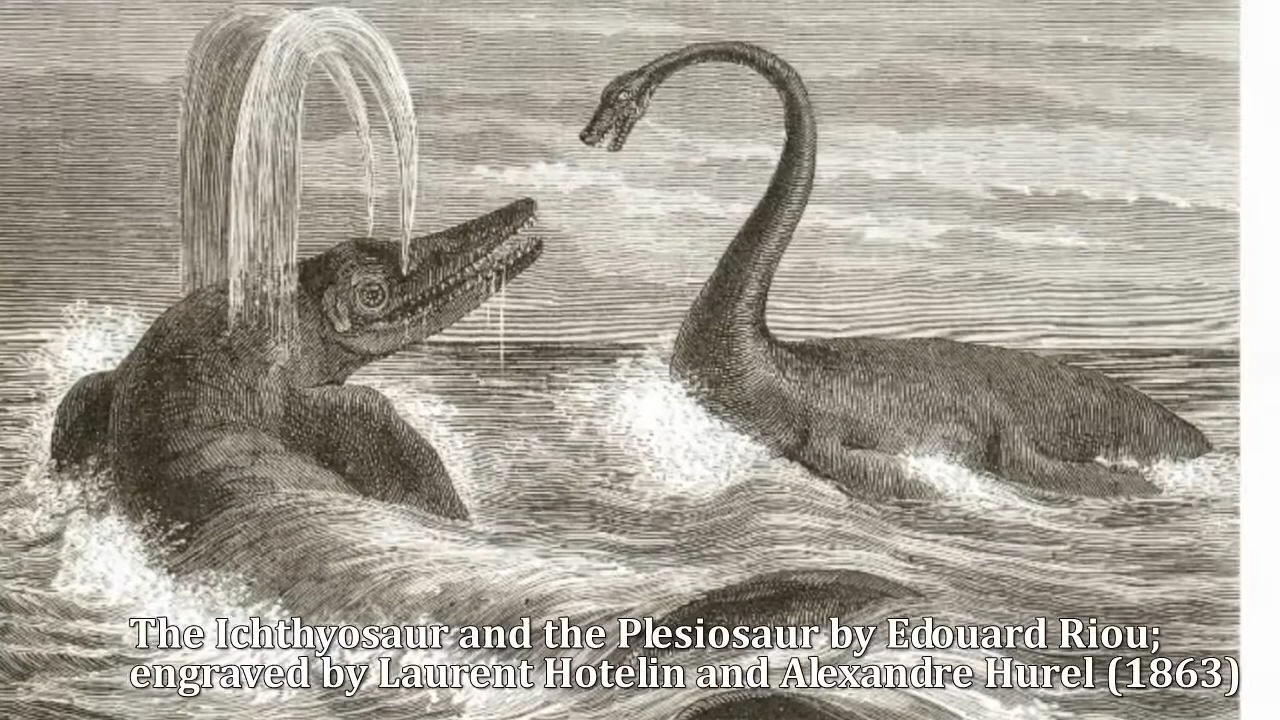 The Ichthyosaur and the Plesiosaur by Edouard Riou;
engraved by Laurent Hotelin and Alexandre Hurel (1863)